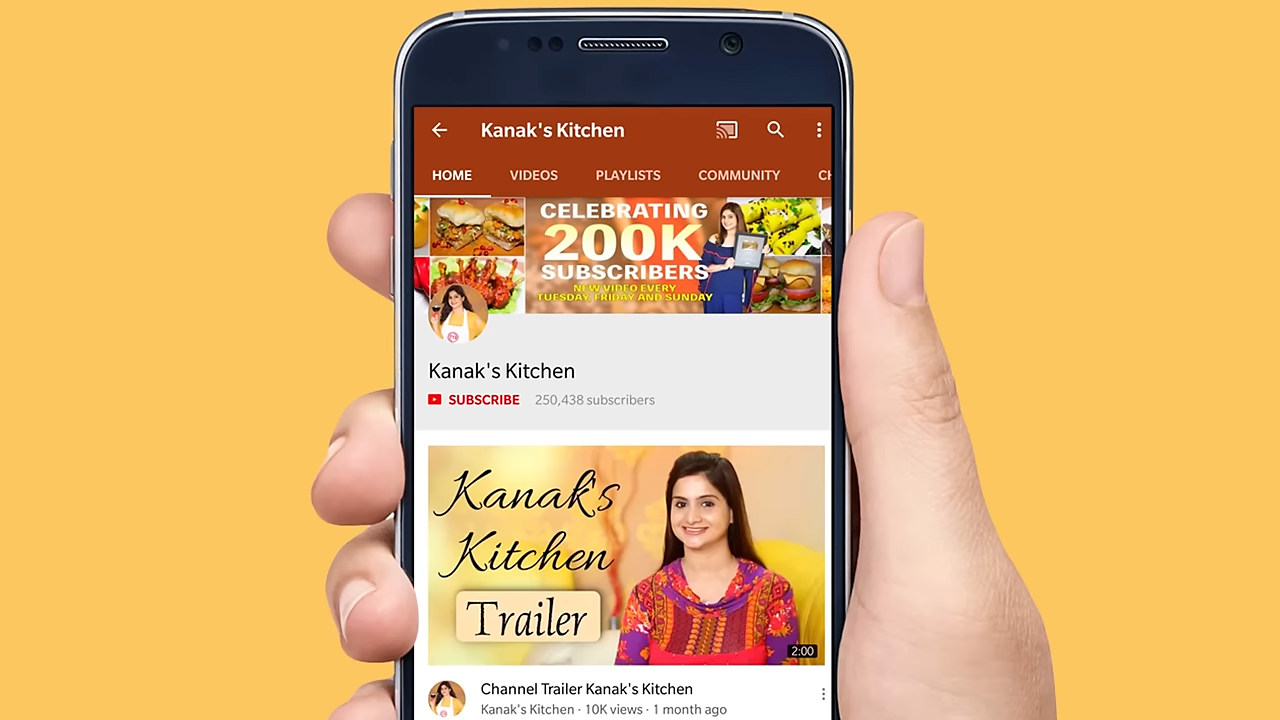 Kanak's Kitchen
HOME VIDEOS PLAYLISTS COMMUNITY CH
CELEBRATING
200K
SUBSCRIBERS
NEW VIDEO EVERY
TUESDAY, FRIDAY AND SUNDAY
Kanak's Kitchen
SUBSCRIBE 250,438 subscribers
Kanak's
Kitchen
Trailer
2:00
Channel Trailer Kanak's Kitchen
Kanak's Kitchen · 10K views · 1 month ago